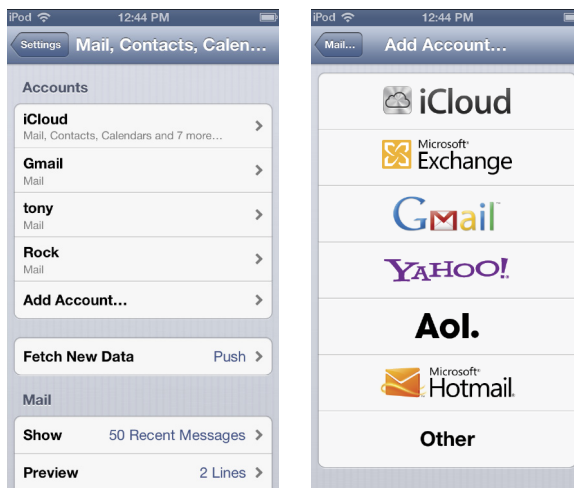 iPod 12:44 PM
Settings Mail, Contacts, Calen...
Accounts
iCloud
Mail, Contacts, Calendars and 7 more...
Gmail
Mail
tony
Mail
Rock
Mail
Add Account...
Fetch New Data Push
Mail
Show 50 Recent Messages
Preview 2 Lines
iPod 12:44 PM
Mail... Add Account...
iCloud
Microsoft
Exchange
Gmail
YAHOO!
Aol.
Microsoft
Hotmail
Other